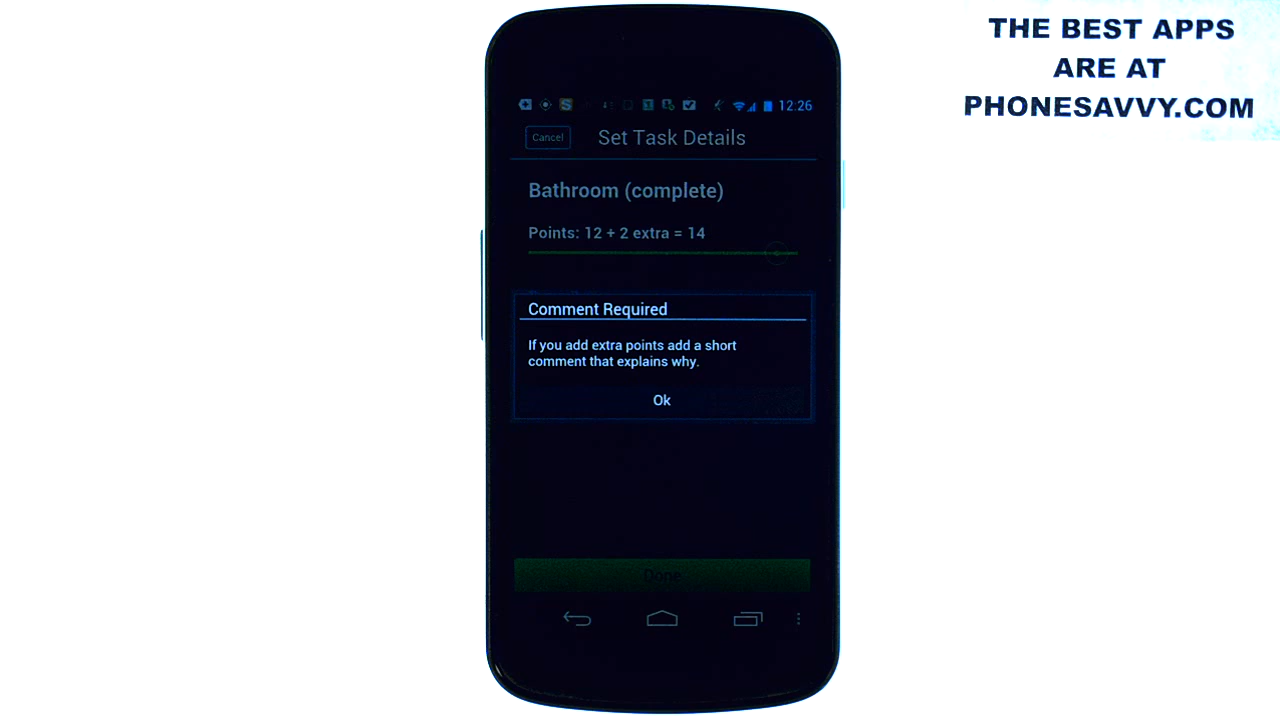 THE BEST APPS
ARE AT
PHONESAVVY.COM
12:26
Cancel
Set Task Details
Bathroom (complete)
Points: 12 + 2 extra = 14
Comment Required
If you add extra points add a short
comment that explains why.
Ok
Done